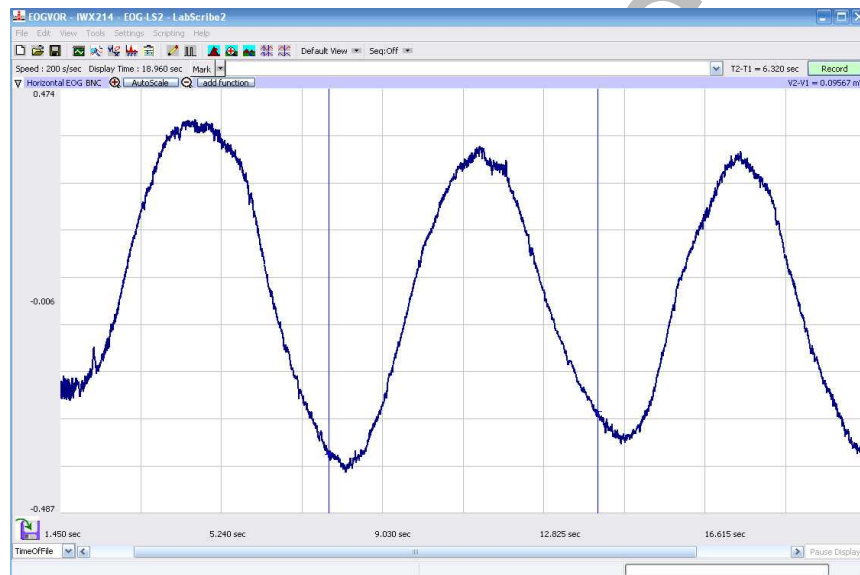 EOGVOR - IWX214 - EOG-LS2 - LabScribe2
File Edit View Tools Settings Scripting Help
Default View Seq:Off
Speed : 200 s/sec Display Time : 18.960 sec Mark T2-T1 = 6.320 sec Record
Horizontal EOG BNC AutoScale add function V2-V1 = 0.09567 m
0.474
-0.006
-0.487
1.450 sec 5.240 sec 9.030 sec 12.825 sec 16.615 sec
TimeOfFile Pause Display